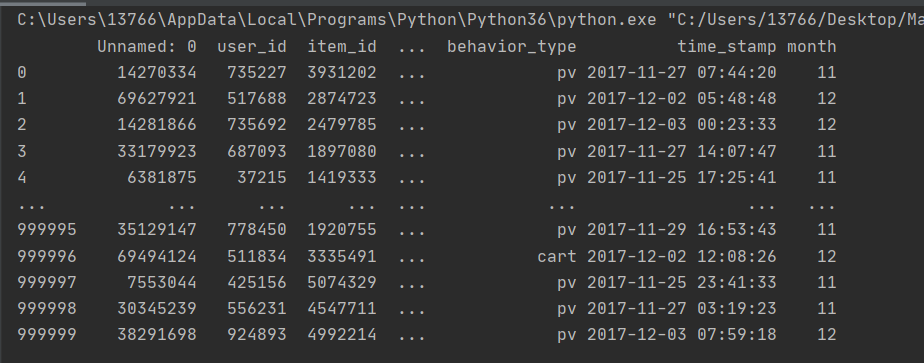 C:\Users\13766\AppData\Local\Programs\Python\Python36\python.exe "C:/Users/13766/Desktop/Ma
Unnamed: 0 user_id item_id ... behavior_type time_stamp month
0 14270334 735227 3931202 ... pv 2017-11-27 07:44:20 11
1 69627921 517688 2874723 ... pv 2017-12-02 05:48:48 12
2 14281866 735692 2479785 ... pv 2017-12-03 00:23:33 12
3 33179923 687093 1897080 ... pv 2017-11-27 14:07:47 11
4 6381875 37215 1419333 ... pv 2017-11-25 17:25:41 11
... ... ... ... ... ... ... ...
999995 35129147 778450 1920755 ... pv 2017-11-29 16:53:43 11
999996 69494124 511834 3335491 ... cart 2017-12-02 12:08:26 12
999997 7553044 425156 5074329 ... pv 2017-11-25 23:41:33 11
999998 30345239 556231 4547711 ... pv 2017-11-27 03:19:23 11
999999 38291698 924893 4992214 ... pv 2017-12-03 07:59:18 12